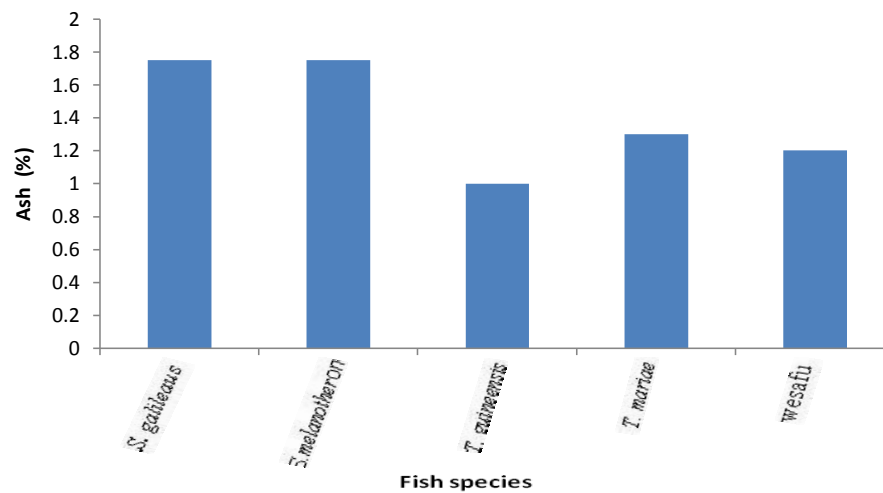 2
1.8
1.6
1.4
1.2
1
0.8
0.6
0.4
0.2
0
Ash (%)
S. galileaus
S.melanotheron
T. guineensis
T. mariae
wesafu
Fish species